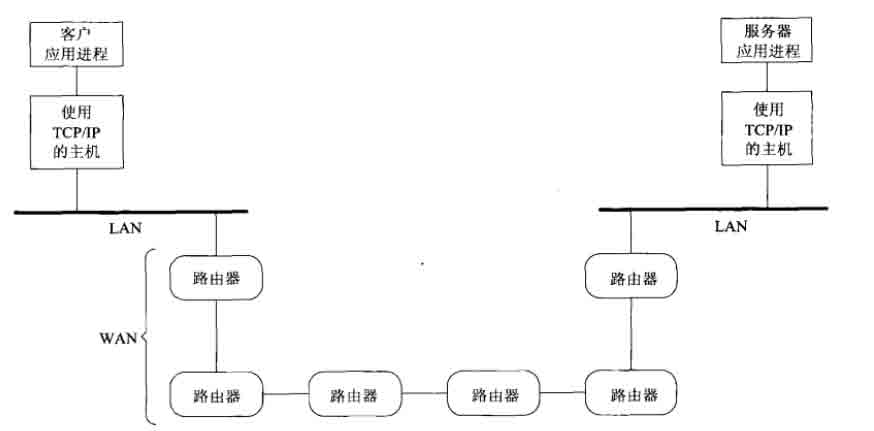 客户
应用进程
服务器
应用进程
使用
TCP/IP
的主机
使用
TCP/IP
的主机
LAN
LAN
路由器
路由器
WAN
路由器
路由器
路由器
路由器